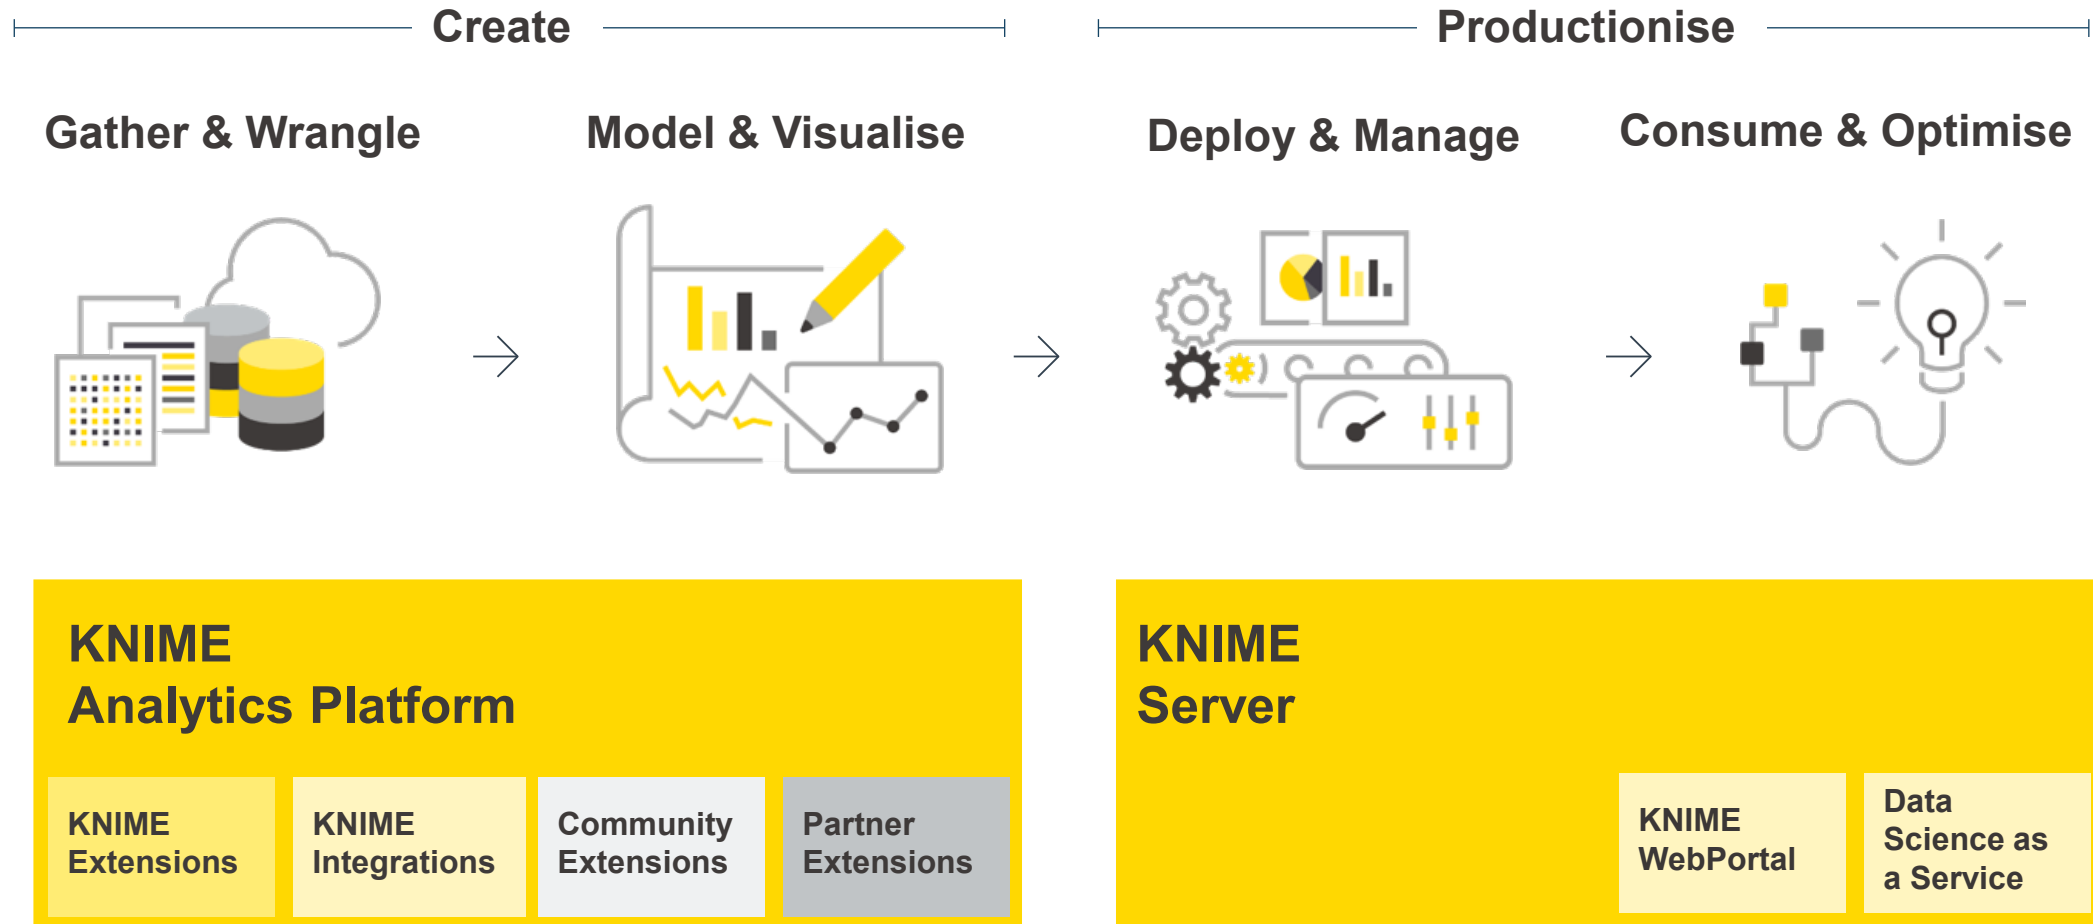 Create
Productionise
Gather & Wrangle
Model & Visualise
Deploy & Manage
Consume & Optimise
KNIME
Analytics Platform
KNIME
Extensions
KNIME
Integrations
Community
Extensions
Partner
Extensions
KNIME
Server
KNIME
WebPortal
Data
Science as
a Service